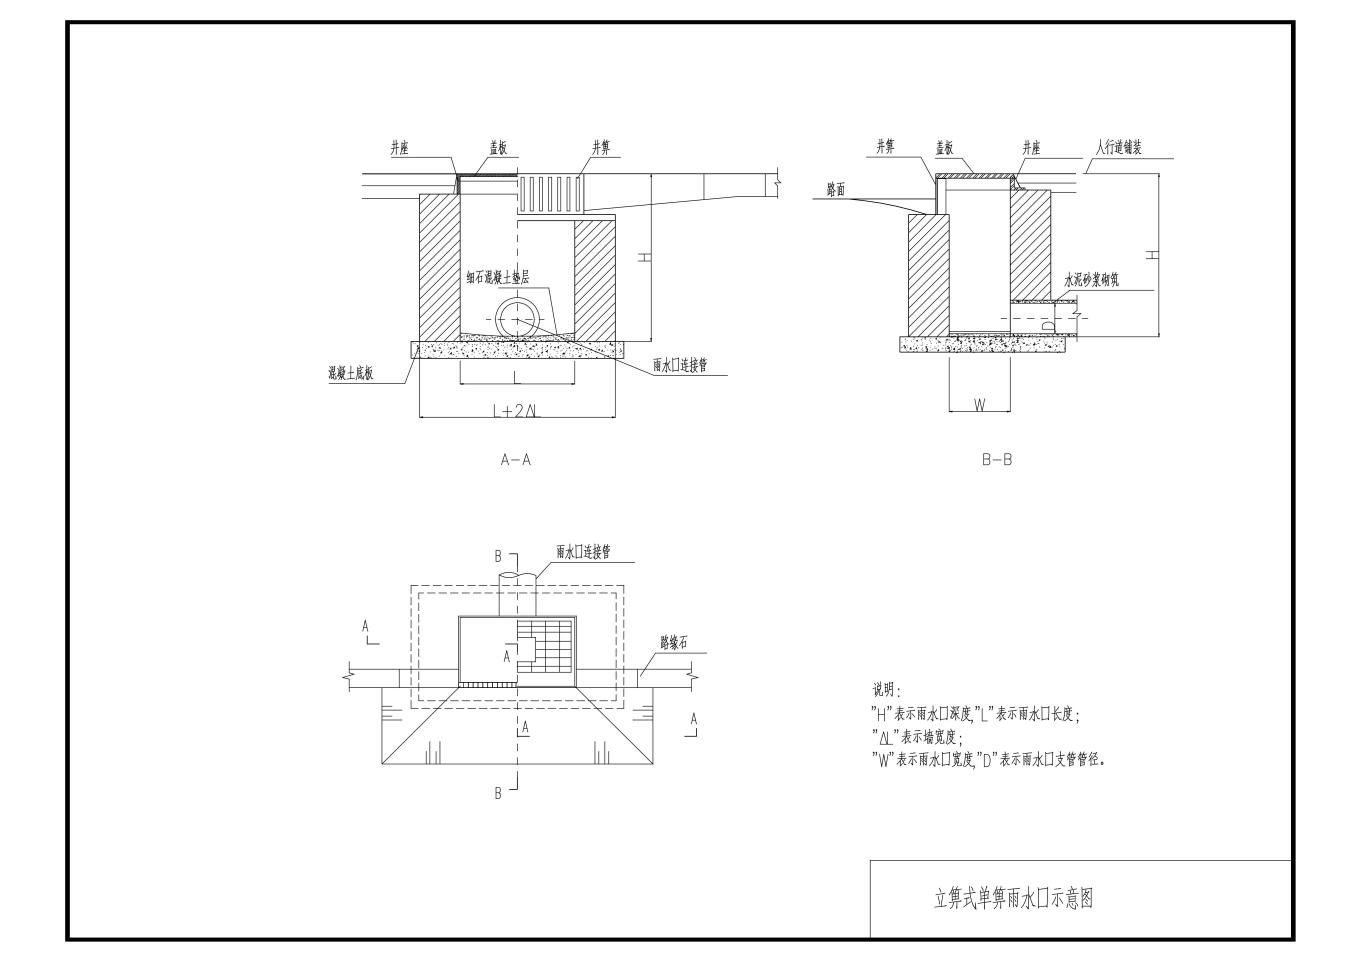 井座
盖板
井箅
细石混凝土垫层
H
混凝土底板
雨水口连接管
L
L+2ΔL
A-A
井箅
盖板
井座
人行道铺装
路面
H
水泥砂浆砌筑
D
W
B-B
B
雨水口连接管
A
路缘石
A
A
A
B
说明:
"H"表示雨水口深度,"L"表示雨水口长度;
"ΔL"表示墙宽度;
"W"表示雨水口宽度,"D"表示雨水口支管管径。
立箅式单箅雨水口示意图